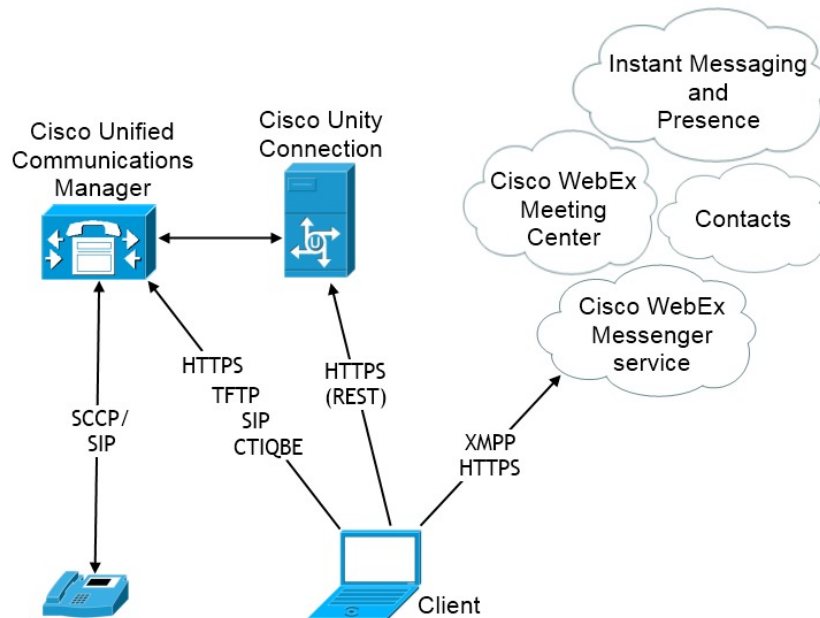 Instant Messaging
and
Presence
Cisco Unified
Communications
Manager
Cisco Unity
Connection
Cisco WebEx
Meeting
Center
Contacts
U
Cisco WebEx
Messenger
service
HTTPS
TFTP
SIP
CTIQBE
HTTPS
(REST)
SCCP/
SIP
XMPP
HTTPS
Client